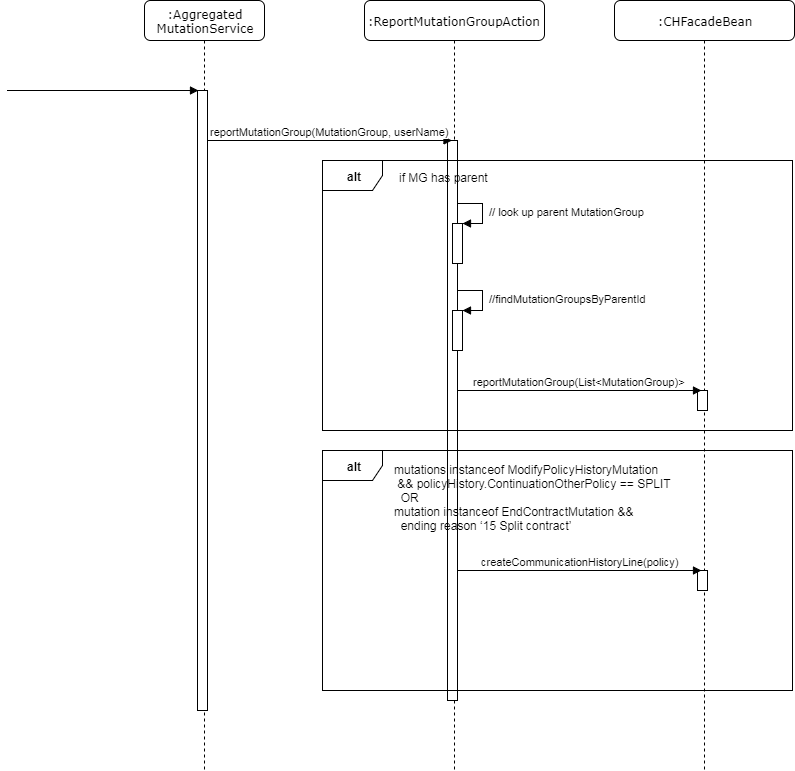 :Aggregated
MutationService
:ReportMutationGroupAction
:CHFacadeBean
reportMutationGroup(MutationGroup, userName)
alt
if MG has parent
// look up parent MutationGroup
//findMutationGroupsByParentId
reportMutationGroup(List<MutationGroup)>
alt
mutations instanceof ModifyPolicyHistoryMutation
&& policyHistory.ContinuationOtherPolicy == SPLIT
OR
mutation instanceof EndContractMutation &&
ending reason ‘15 Split contract’
createCommunicationHistoryLine(policy)